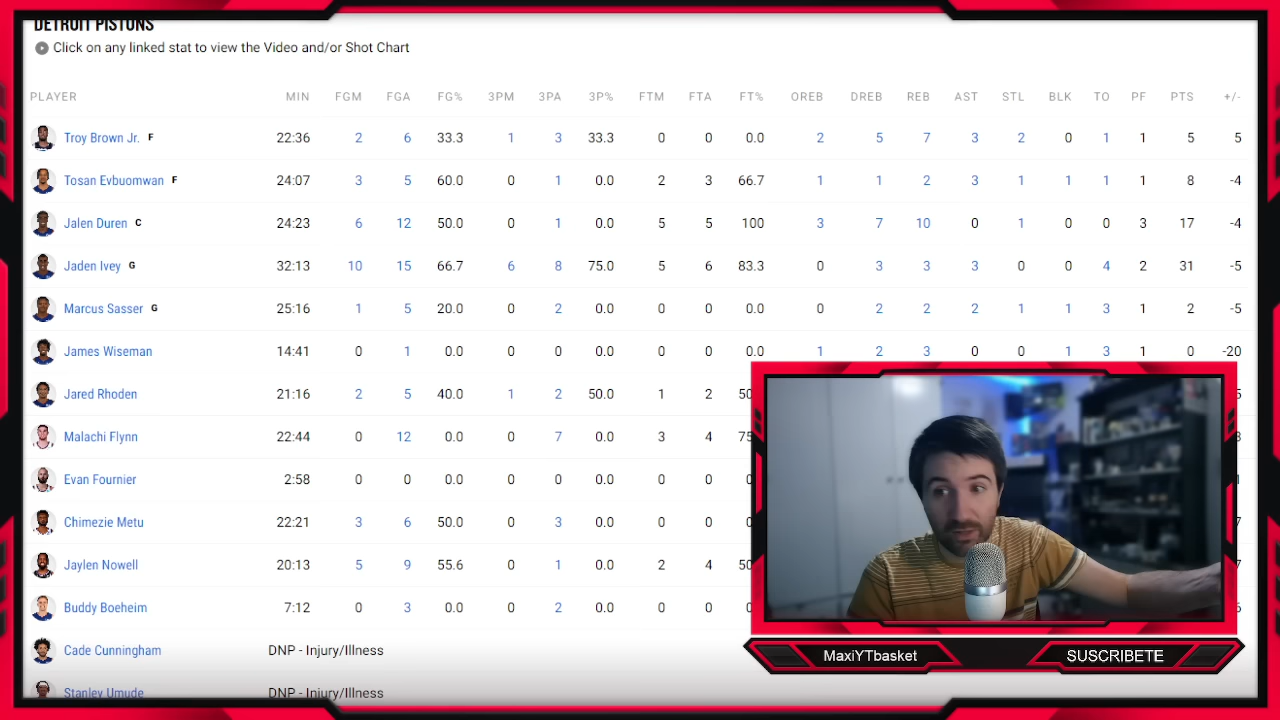 DETROIT PISTONS
Click on any linked stat to view the Video and/or Shot Chart
PLAYER MIN FGM FGA FG% 3PM 3PA 3P% FTM FTA FT% OREB DREB REB AST STL BLK TO PF PTS +/-
Troy Brown Jr. F 22:36 2 6 33.3 1 3 33.3 0 0 0.0 2 5 7 3 2 0 1 1 5 5
Tosan Evbuomwan F 24:07 3 5 60.0 0 1 0.0 2 3 66.7 1 1 2 3 1 1 1 1 8 -4
Jalen Duren C 24:23 6 12 50.0 0 1 0.0 5 5 100 3 7 10 0 1 0 0 3 17 -4
Jaden Ivey G 32:13 10 15 66.7 6 8 75.0 5 6 83.3 0 3 3 3 0 0 4 2 31 -5
Marcus Sasser G 25:16 1 5 20.0 0 2 0.0 0 0 0.0 0 2 2 2 1 1 3 1 2 -5
James Wiseman 14:41 0 1 0.0 0 0 0.0 0 0 0.0 1 2 3 0 0 1 3 1 0 -20
Jared Rhoden 21:16 2 5 40.0 1 2 50.0 1 2
Malachi Flynn 22:44 0 12 0.0 0 7 0.0 3 4
Evan Fournier 2:58 0 0 0.0 0 0 0.0 0 0
Chimezie Metu 22:21 3 6 50.0 0 3 0.0 0 0
Jaylen Nowell 20:13 5 9 55.6 0 1 0.0 2 4
Buddy Boeheim 7:12 0 3 0.0 0 2 0.0 0 0
Cade Cunningham DNP - Injury/Illness
Stanley Umude DNP - Injury/Illness
MaxiYTbasket
SUSCRIBETE